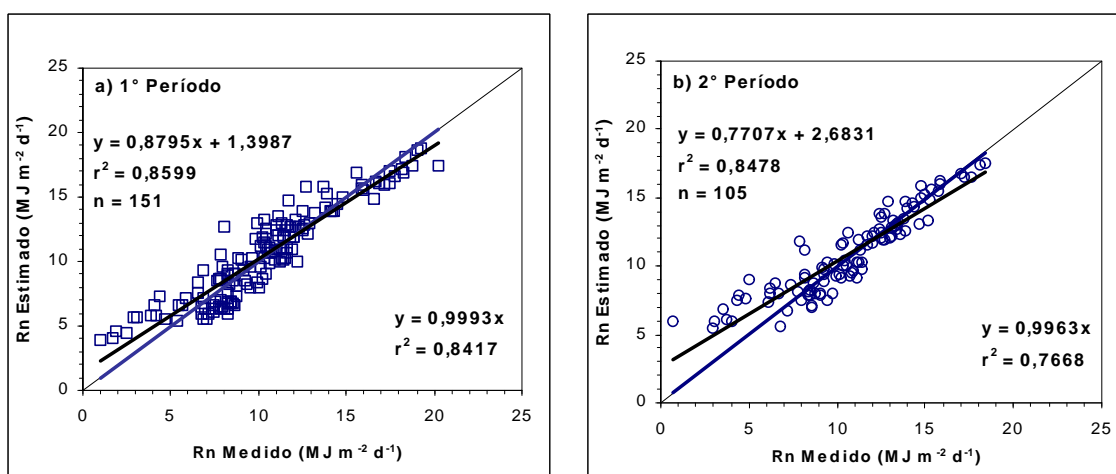 a) 1° Período
y = 0,8795x + 1,3987
r² = 0,8599
n = 151
y = 0,9993x
r² = 0,8417
Rn Estimado (MJ m⁻² d⁻¹)
25
20
15
10
5
0
0 5 10 15 20 25
Rn Medido (MJ m⁻² d⁻¹)
b) 2° Período
y = 0,7707x + 2,6831
r² = 0,8478
n = 105
y = 0,9963x
r² = 0,7668
Rn Estimado (MJ m⁻² d⁻¹)
25
20
15
10
5
0
0 5 10 15 20 25
Rn Medido (MJ m⁻² d⁻¹)